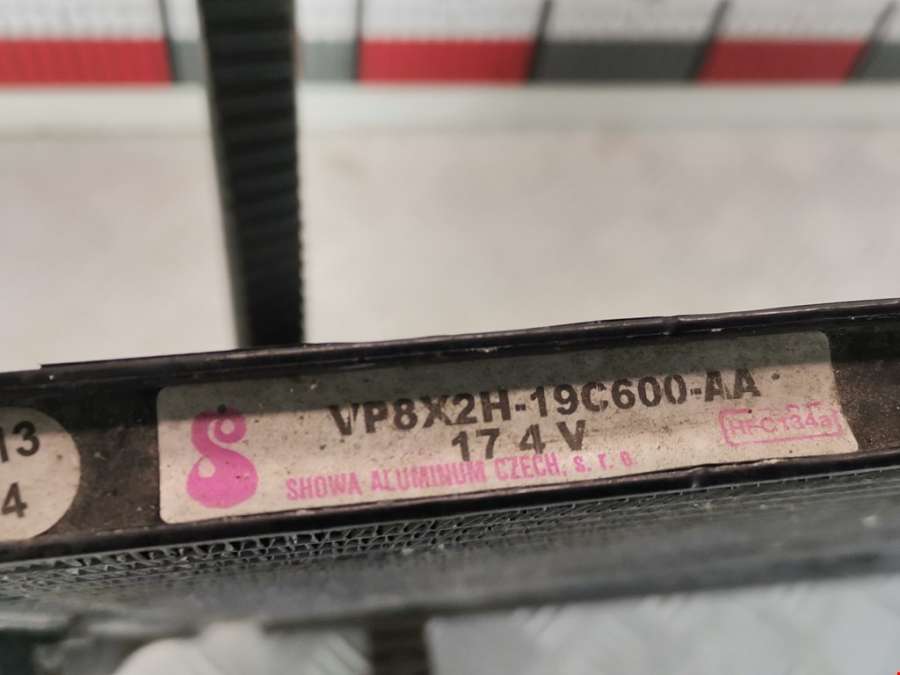 13
4
VP8X2H-19C600-AA
17 4 V
HFC134a
SHOWA ALUMINUM CZECH, s. r. o.